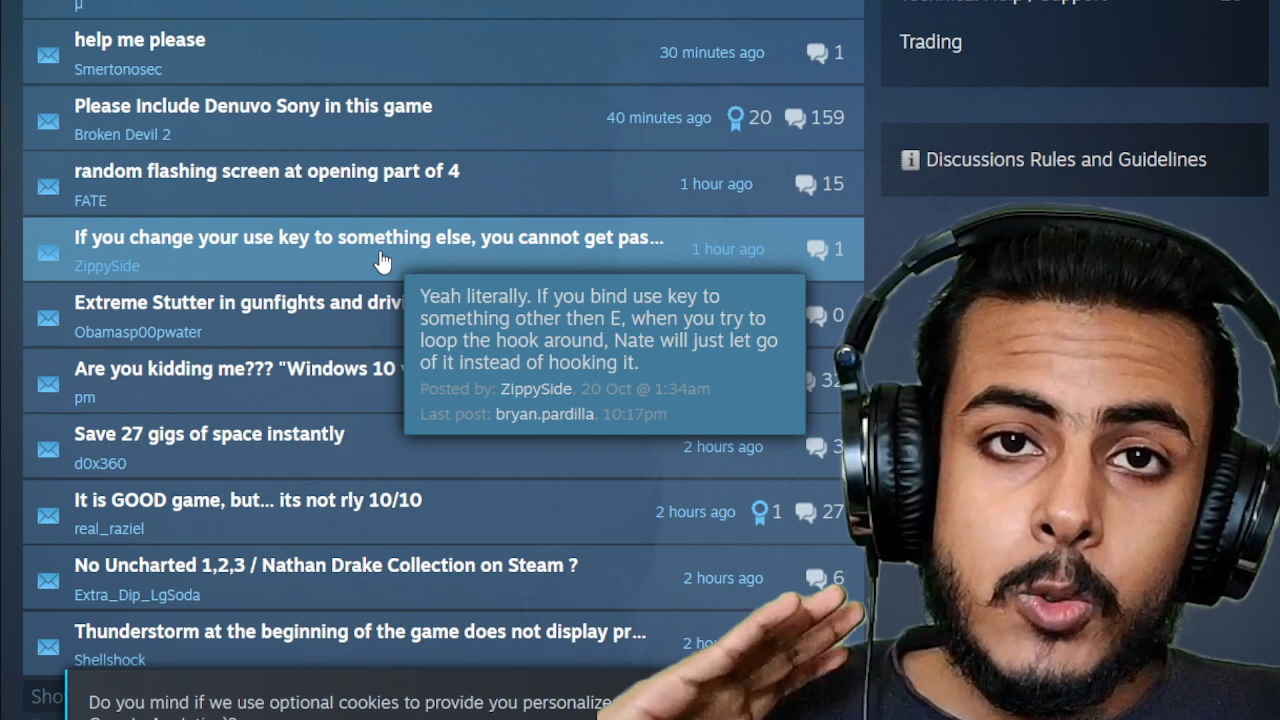 µ
help me please
30 minutes ago
1
Smertonosec
Please Include Denuvo Sony in this game
40 minutes ago
20
159
Broken Devil 2
random flashing screen at opening part of 4
1 hour ago
15
FATE
If you change your use key to something else, you cannot get pas...
1 hour ago
1
ZippySide
Yeah literally. If you bind use key to
something other then E, when you try to
loop the hook around, Nate will just let go
of it instead of hooking it.
Posted by: ZippySide, 20 Oct @ 1:34am
Last post: bryan.pardilla, 10:17pm
Extreme Stutter in gunfights and drivi
0
Obamasp00pwater
Are you kidding me??? "Windows 10
32
pm
Save 27 gigs of space instantly
2 hours ago
3
d0x360
It is GOOD game, but... its not rly 10/10
2 hours ago
1
27
real_raziel
No Uncharted 1,2,3 / Nathan Drake Collection on Steam ?
2 hours ago
6
Extra_Dip_LgSoda
Thunderstorm at the beginning of the game does not display pr...
2 ho
Shellshock
Sho
Do you mind if we use optional cookies to provide you personalize
Technical Help / Support
Trading
Discussions Rules and Guidelines